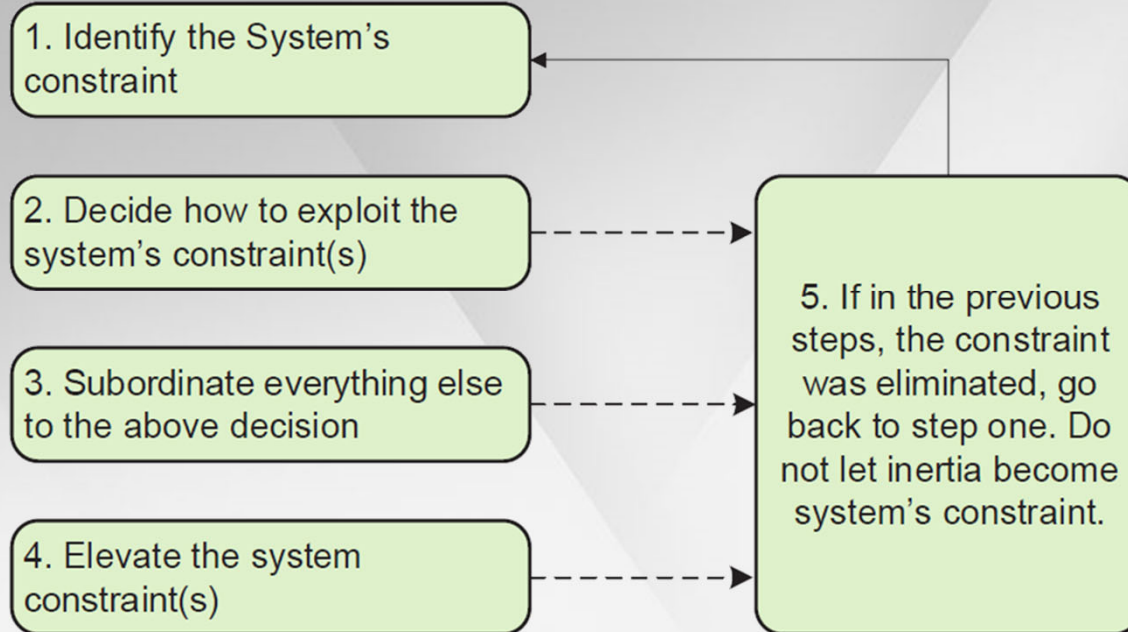 1. Identify the System’s
constraint
2. Decide how to exploit the
system’s constraint(s)
3. Subordinate everything else
to the above decision
4. Elevate the system
constraint(s)
5. If in the previous
steps, the constraint
was eliminated, go
back to step one. Do
not let inertia become
system’s constraint.